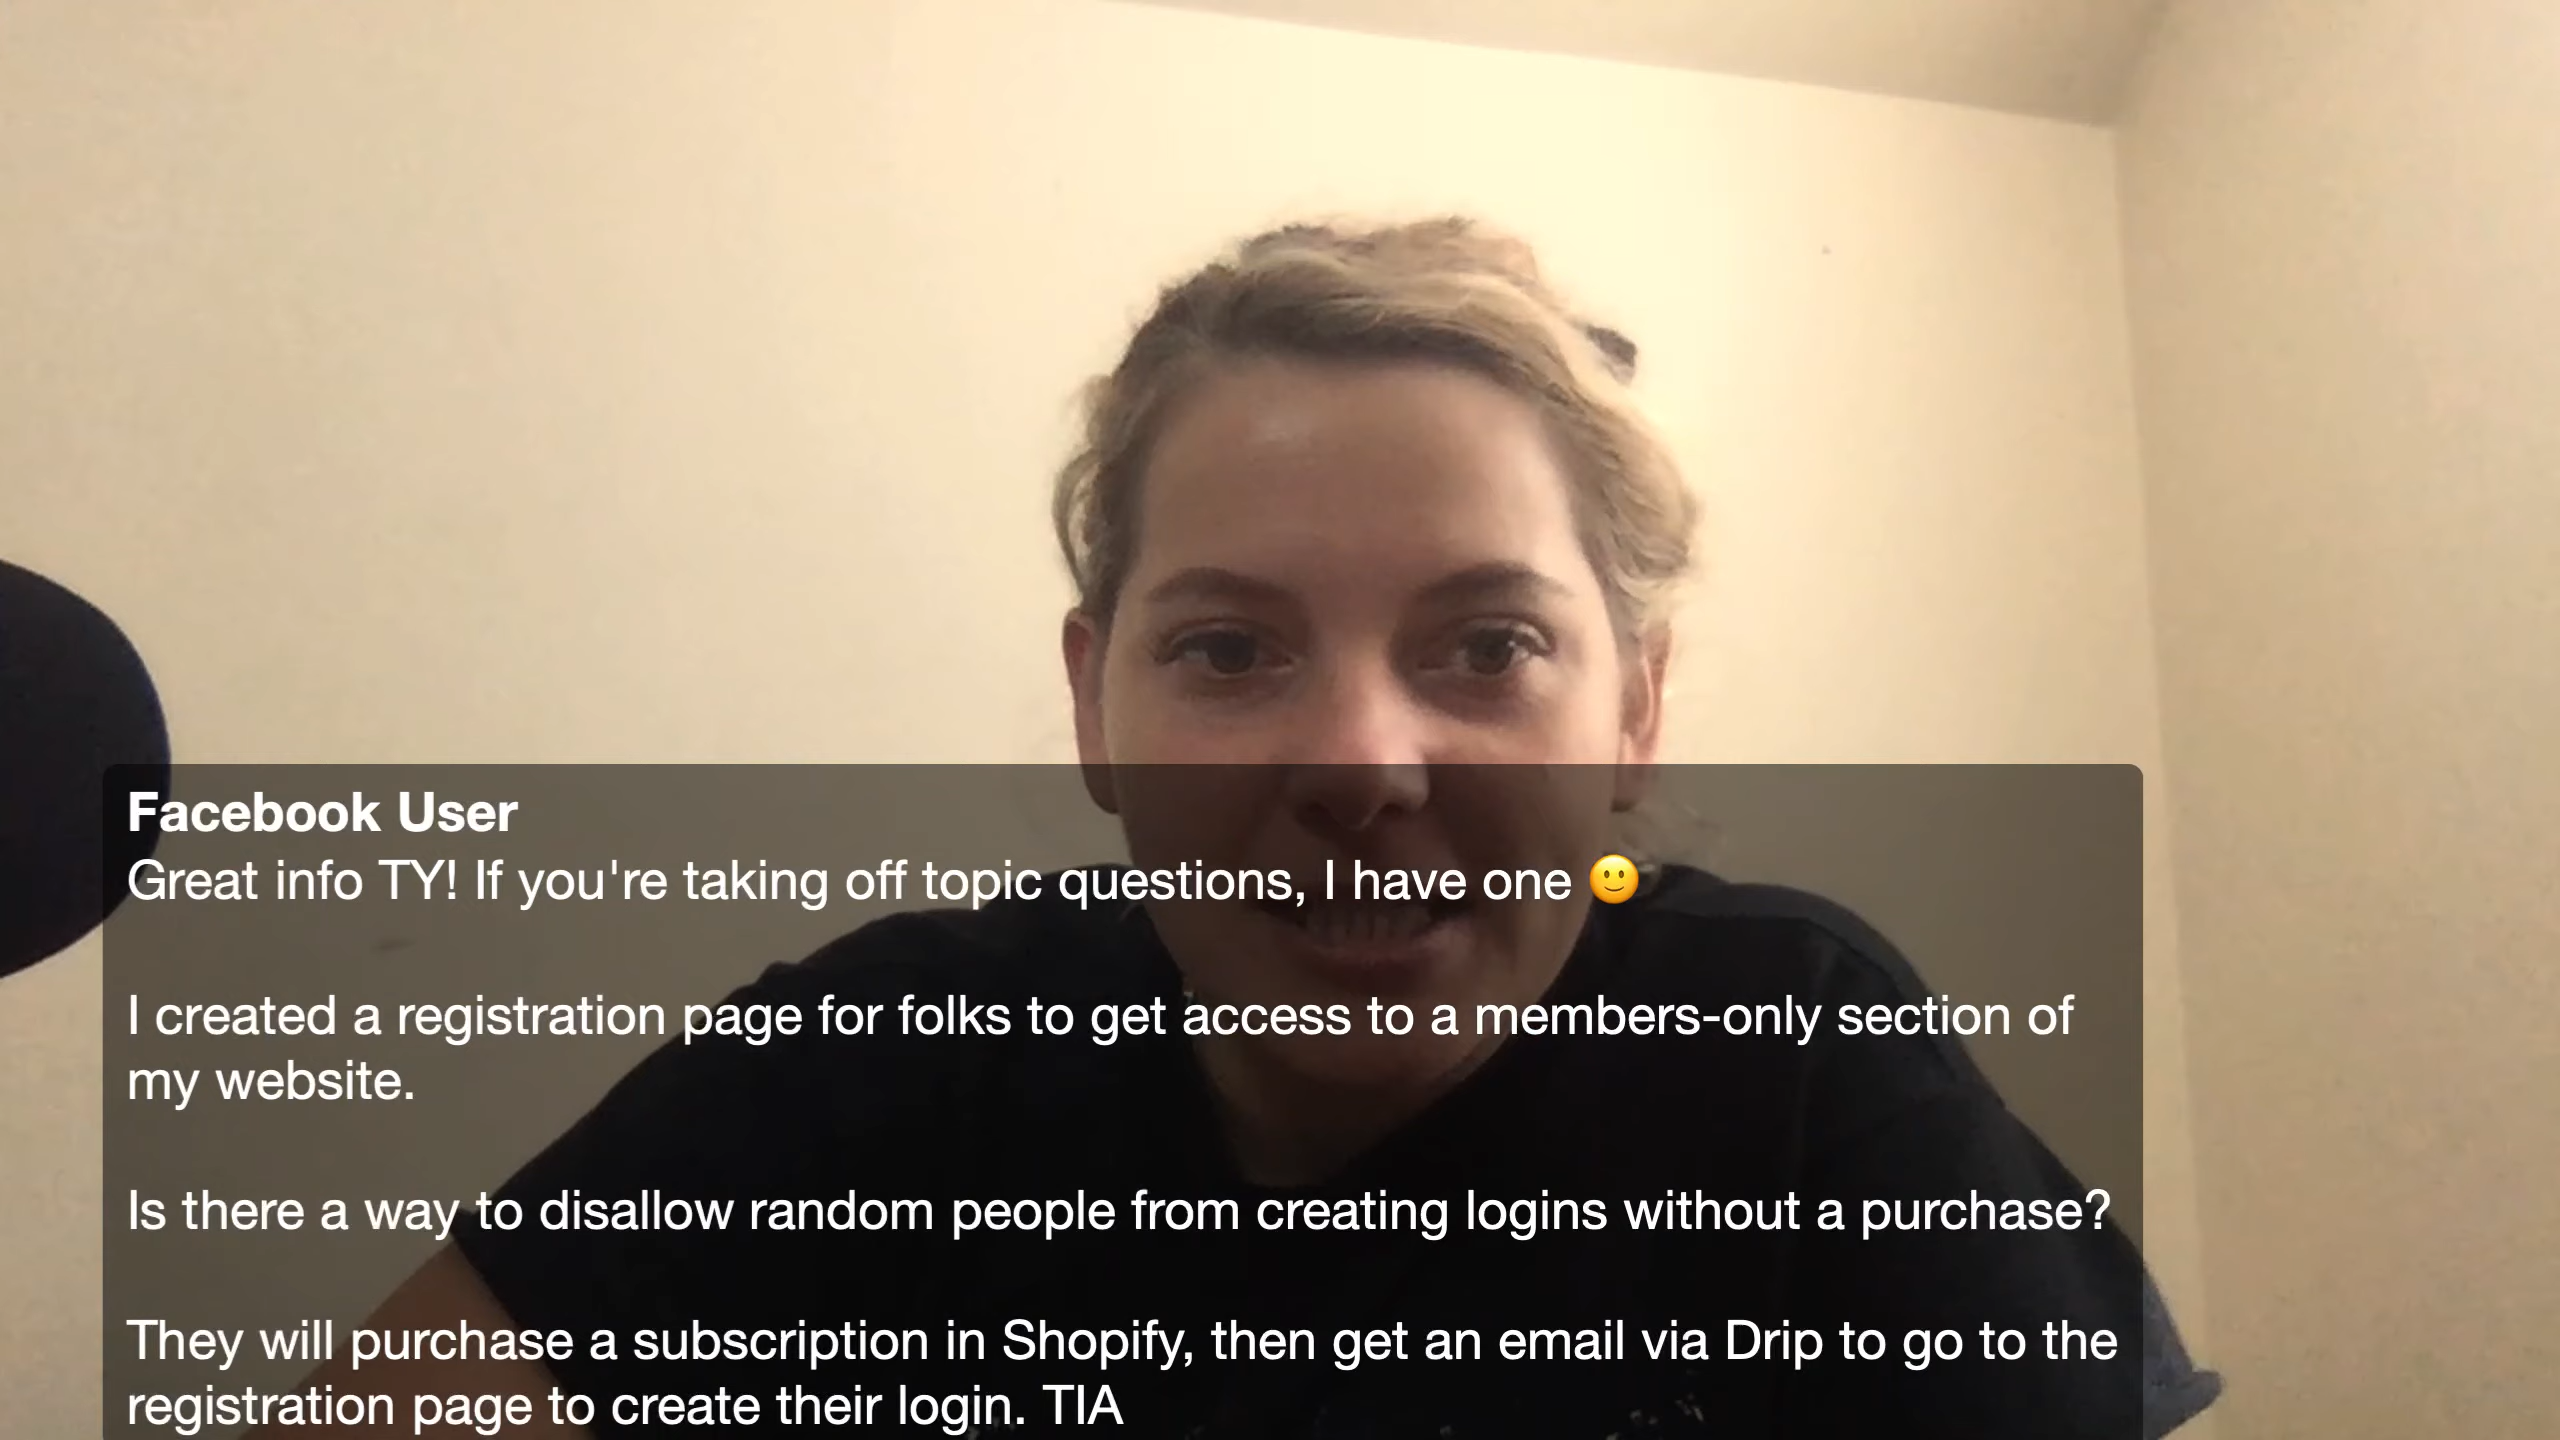 Facebook User
Great info TY! If you're taking off topic questions, I have one 🙂
I created a registration page for folks to get access to a members-only section of
my website.
Is there a way to disallow random people from creating logins without a purchase?
They will purchase a subscription in Shopify, then get an email via Drip to go to the
registration page to create their login. TIA